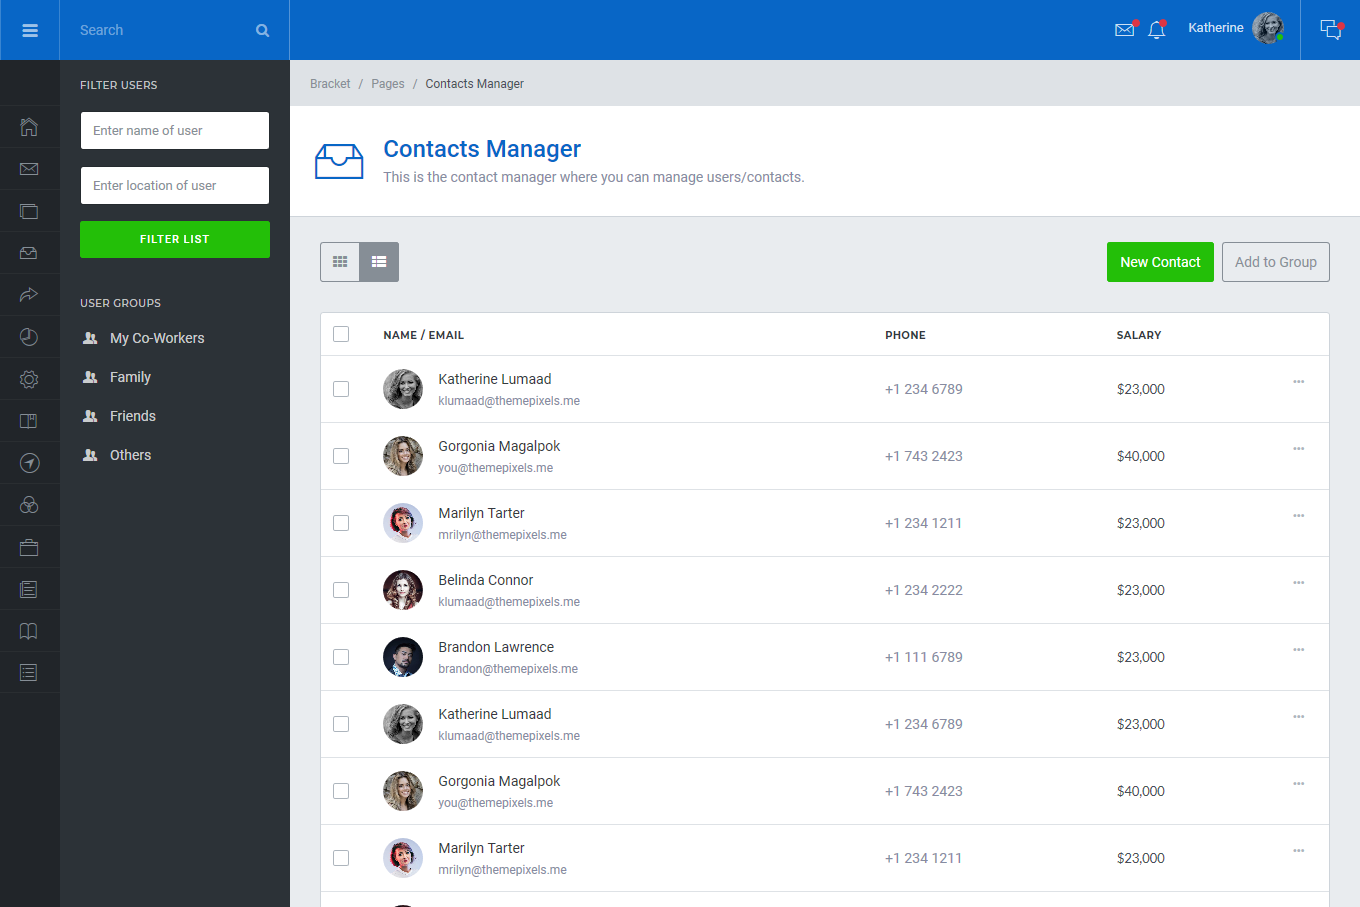 Search
Katherine
FILTER USERS
Enter name of user
Enter location of user
FILTER LIST
USER GROUPS
My Co-Workers
Family
Friends
Others
Bracket / Pages / Contacts Manager
Contacts Manager
This is the contact manager where you can manage users/contacts.
New Contact
Add to Group
NAME / EMAIL PHONE SALARY
Katherine Lumaad
klumaad@themepixels.me
+1 234 6789
$23,000
Gorgonia Magalpok
you@themepixels.me
+1 743 2423
$40,000
Marilyn Tarter
mrilyn@themepixels.me
+1 234 1211
$23,000
Belinda Connor
klumaad@themepixels.me
+1 234 2222
$23,000
Brandon Lawrence
brandon@themepixels.me
+1 111 6789
$23,000
Katherine Lumaad
klumaad@themepixels.me
+1 234 6789
$23,000
Gorgonia Magalpok
you@themepixels.me
+1 743 2423
$40,000
Marilyn Tarter
mrilyn@themepixels.me
+1 234 1211
$23,000